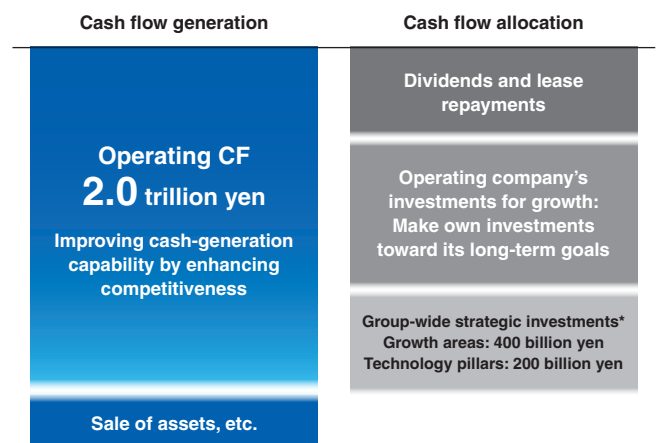 Cash flow generation
Operating CF
2.0 trillion yen
Improving cash-generation
capability by enhancing
competitiveness
Sale of assets, etc.
Cash flow allocation
Dividends and lease
repayments
Operating company’s
investments for growth:
Make own investments
toward its long-term goals
Group-wide strategic investments*
Growth areas: 400 billion yen
Technology pillars: 200 billion yen